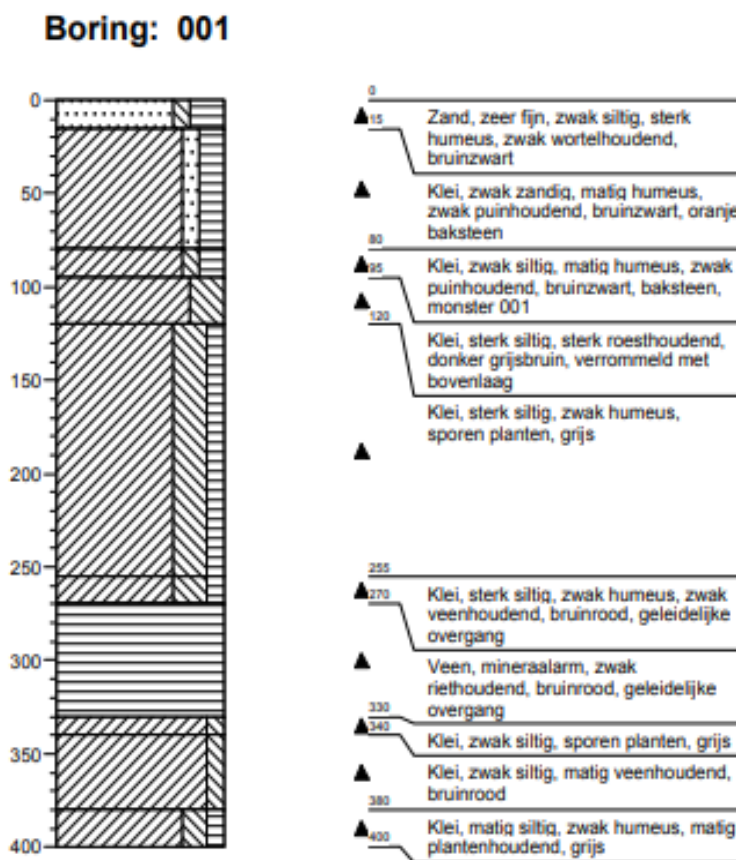 Boring: 001
0
50
100
150
200
250
300
350
400
0
Zand, zeer fijn, zwak siltig, sterk
humeus, zwak wortelhoudend,
bruinzwart
15
Klei, zwak zandig, matig humeus,
zwak puinhoudend, bruinzwart, oranje
baksteen
80
Klei, zwak siltig, matig humeus, zwak
puinhoudend, bruinzwart, baksteen,
monster 001
95
Klei, sterk siltig, sterk roesthoudend,
donker grijsbruin, verrommeld met
bovenlaag
120
Klei, sterk siltig, zwak humeus,
sporen planten, grijs
255
Klei, sterk siltig, zwak humeus, zwak
veenhoudend, bruinrood, geleidelijke
overgang
270
Veen, mineraalarm, zwak
riethoudend, bruinrood, geleidelijke
overgang
330
Klei, zwak siltig, sporen planten, grijs
340
Klei, zwak siltig, matig veenhoudend,
bruinrood
380
Klei, matig siltig, zwak humeus, matig
plantenhoudend, grijs
400